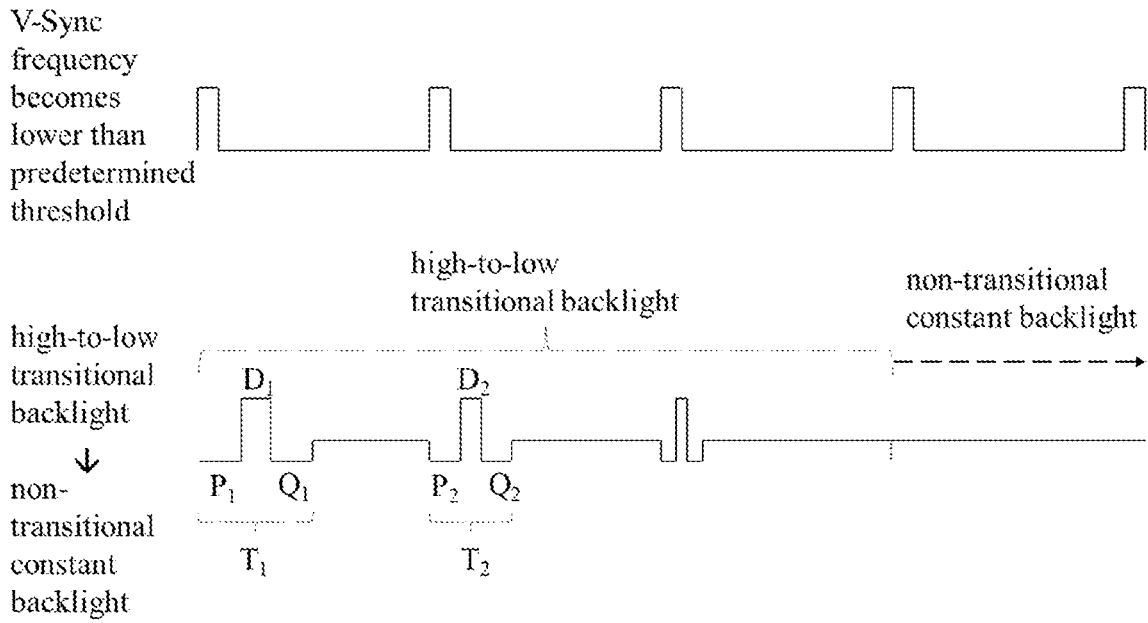 V-Sync
frequency
becomes
lower than
predetermined
threshold
high-to-low
transitional backlight
non-transitional
constant backlight
high-to-low
transitional
backlight
non-
transitional
constant
backlight
D₁
D₂
P₁
Q₁
P₂
Q₂
T₁
T₂